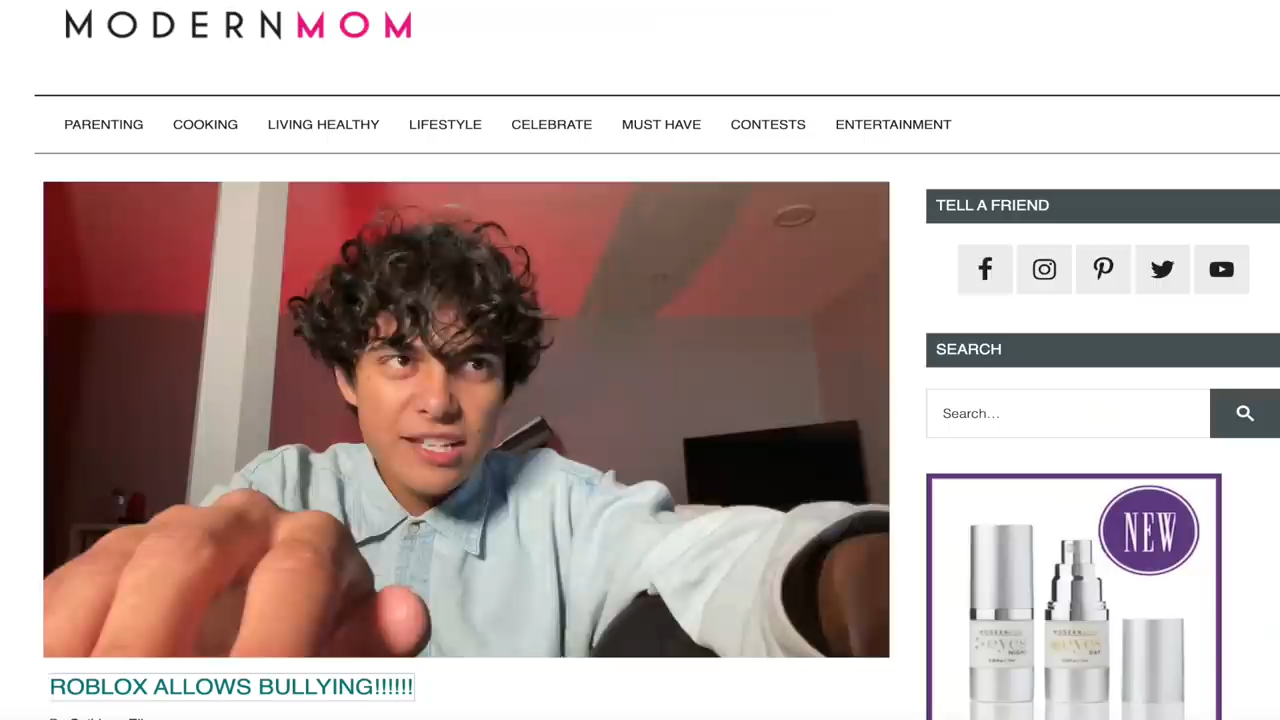 MODERNMOM
PARENTING COOKING LIVING HEALTHY LIFESTYLE CELEBRATE MUST HAVE CONTESTS ENTERTAINMENT
TELL A FRIEND
SEARCH
Search...
NEW
ROBLOX ALLOWS BULLYING!!!!!!